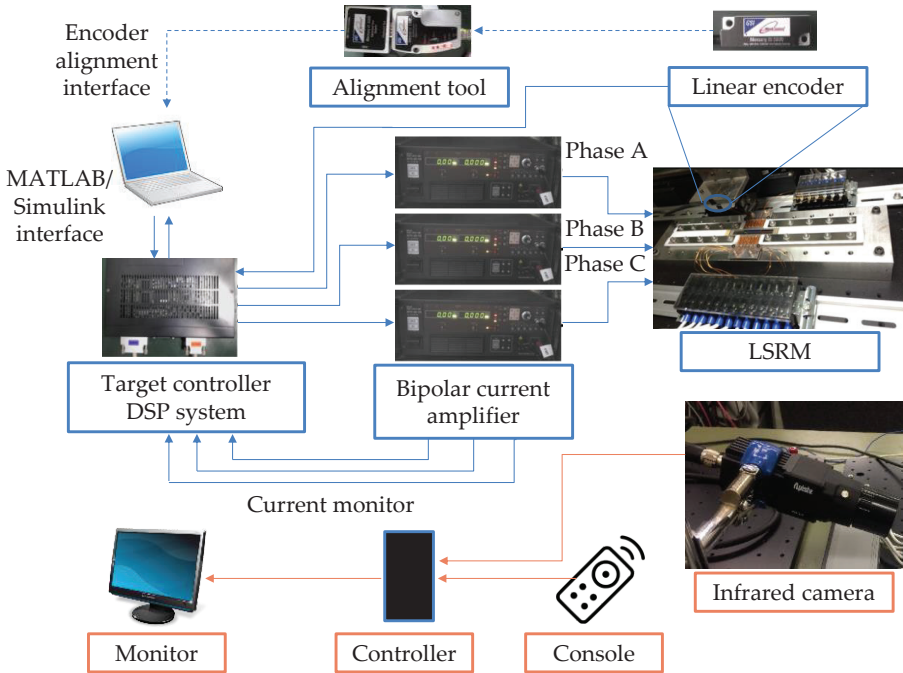 Encoder
alignment
interface
Alignment tool
Linear encoder
MATLAB/
Simulink
interface
Phase A
Phase B
Phase C
LSRM
Target controller
DSP system
Bipolar current
amplifier
Current monitor
Infrared camera
Monitor
Controller
Console